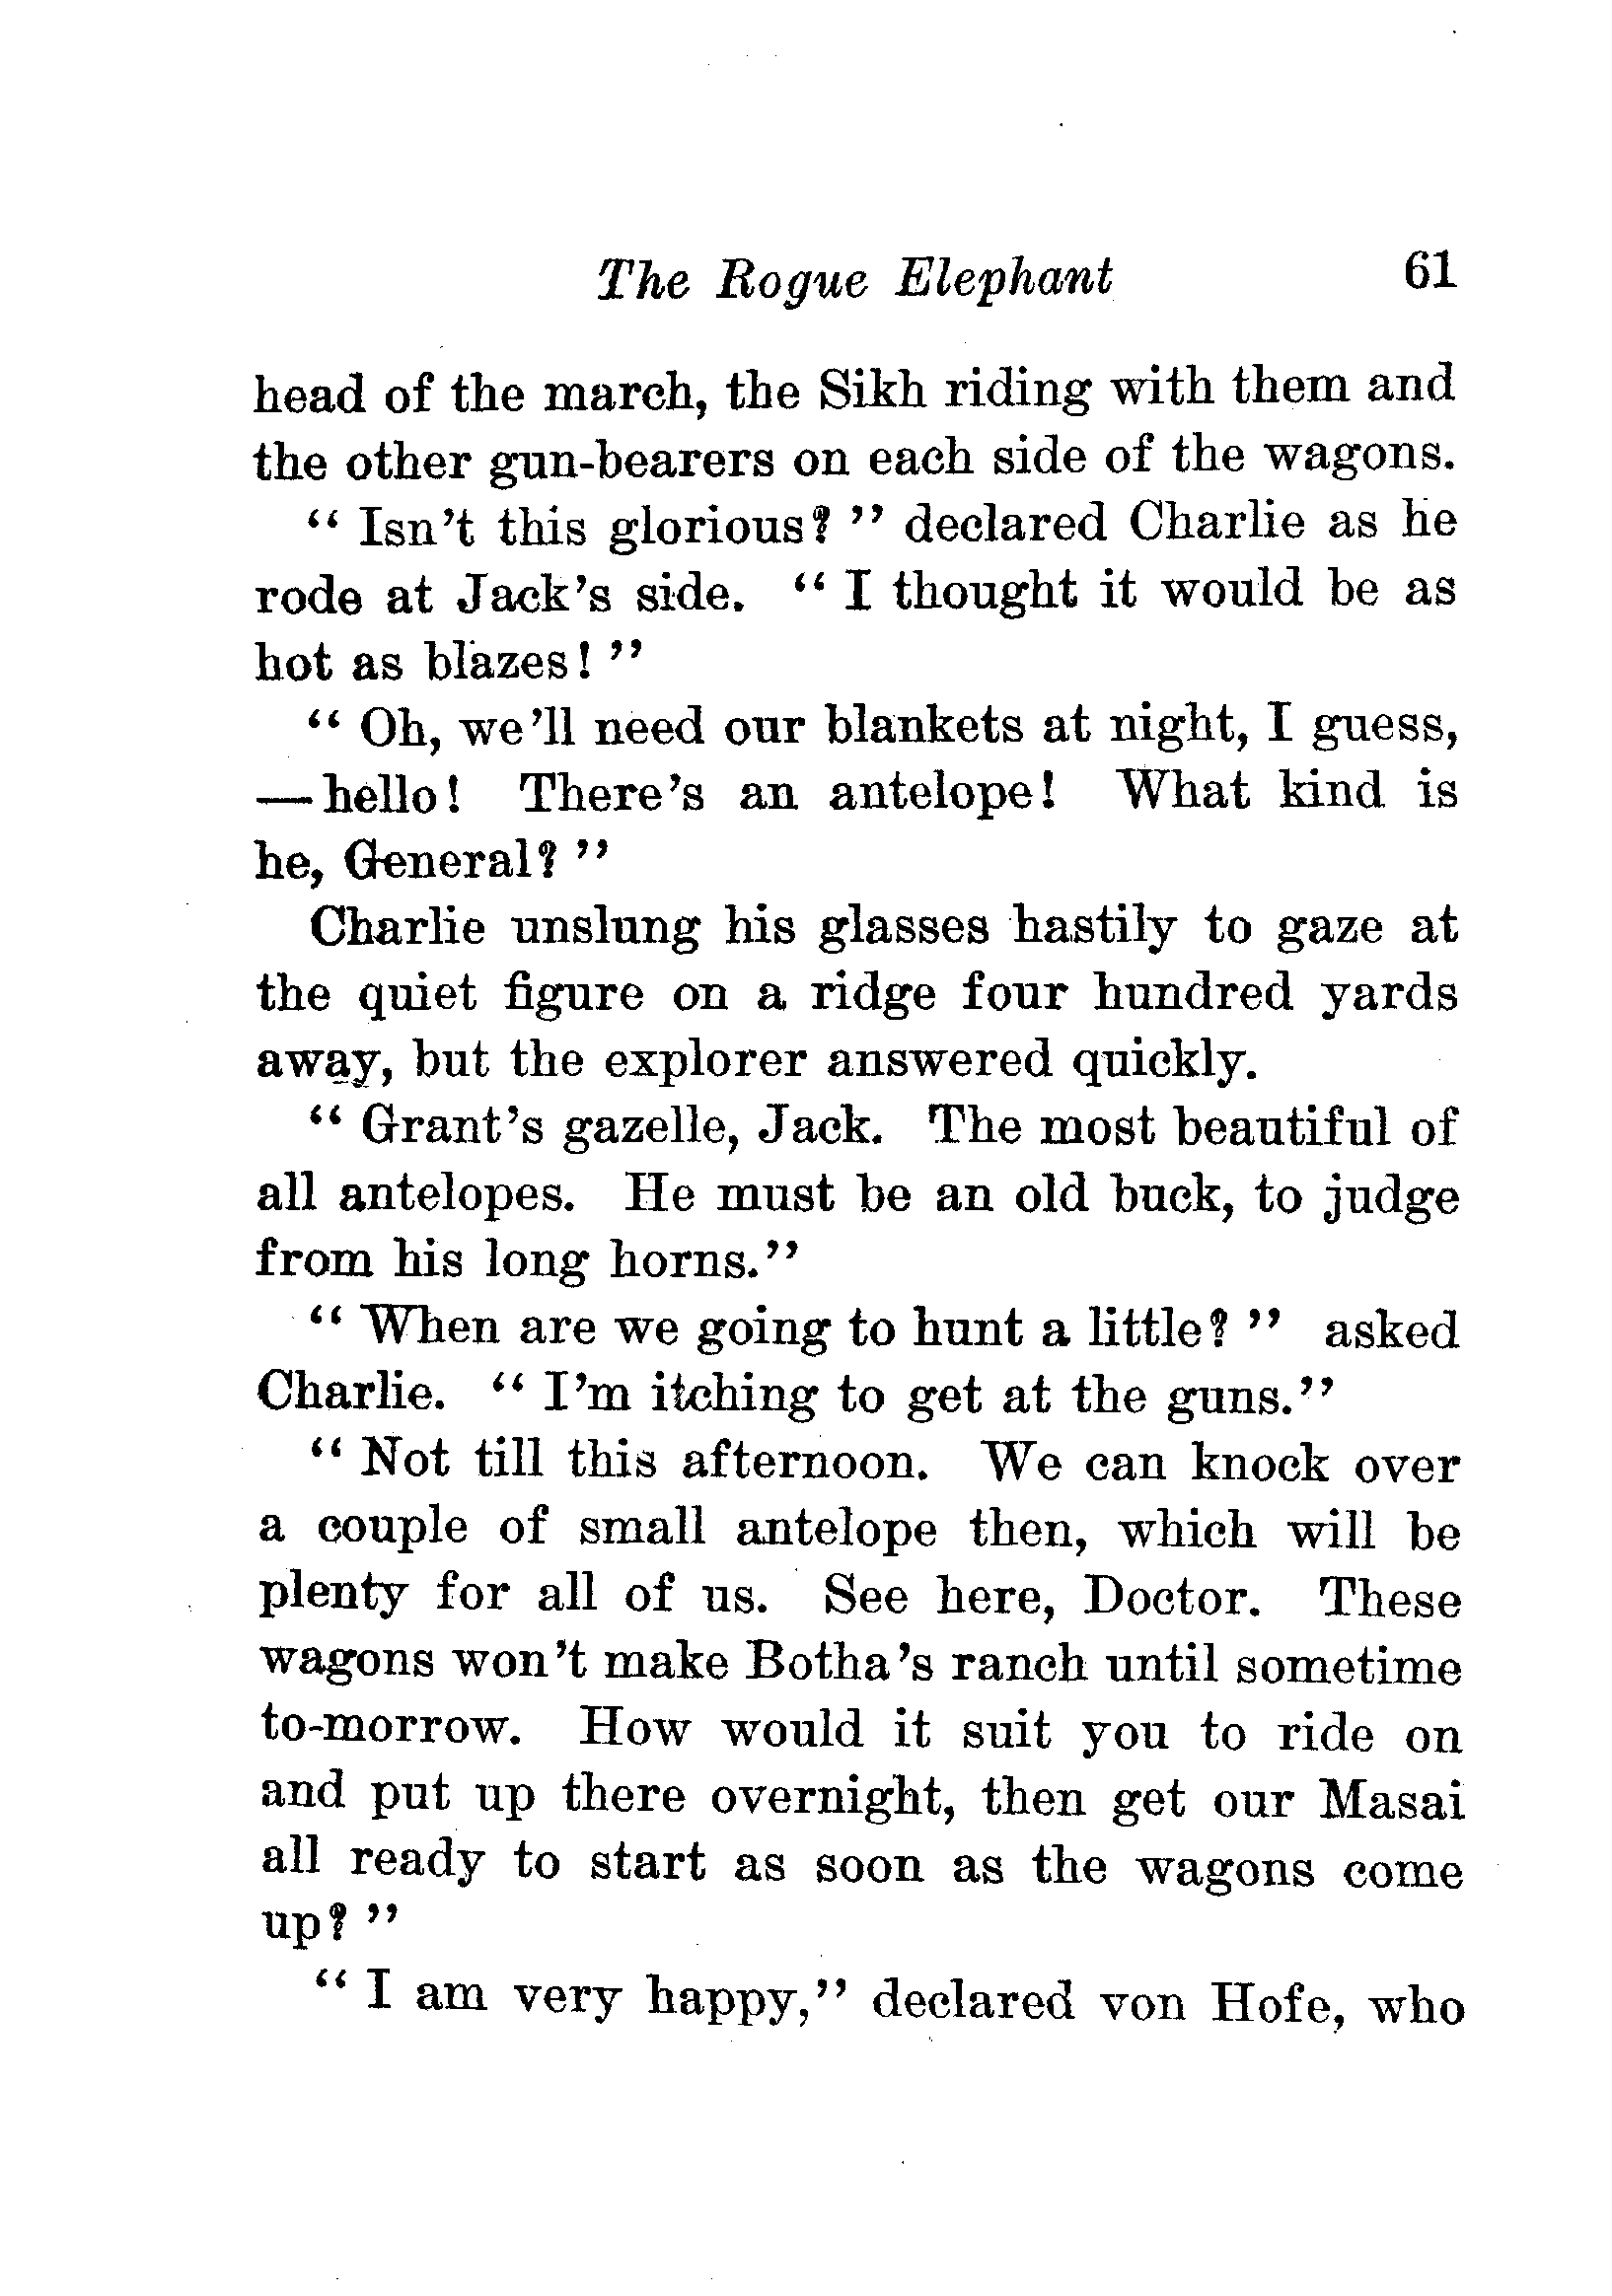 The Rogue Elephant 61
head of the march, the Sikh riding with them and
the other gun-bearers on each side of the wagons.
" Isn't this glorious? " declared Charlie as he
rode at Jack's side. " I thought it would be as
hot as blazes! "
" Oh, we'll need our blankets at night, I guess,
—hello! There's an antelope! What kind is
he, General? "
Charlie unslung his glasses hastily to gaze at
the quiet figure on a ridge four hundred yards
away, but the explorer answered quickly.
" Grant's gazelle, Jack. The most beautiful of
all antelopes. He must be an old buck, to judge
from his long horns."
" When are we going to hunt a little? " asked
Charlie. " I'm itching to get at the guns."
" Not till this afternoon. We can knock over
a couple of small antelope then, which will be
plenty for all of us. See here, Doctor. These
wagons won't make Botha's ranch until sometime
to-morrow. How would it suit you to ride on
and put up there overnight, then get our Masai
all ready to start as soon as the wagons come
up? "
" I am very happy," declared von Hofe, who